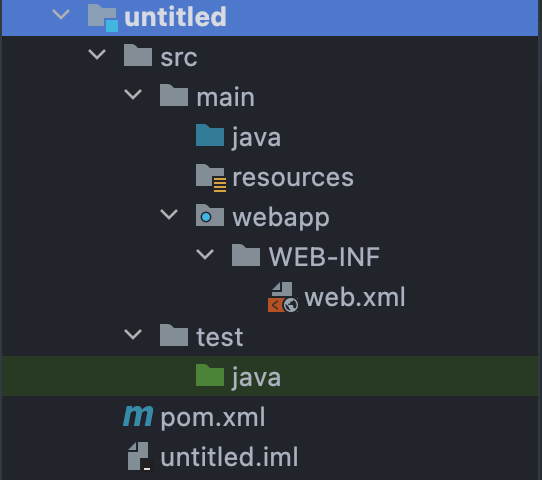 untitled
src
main
java
resources
webapp
WEB-INF
web.xml
test
java
m pom.xml
untitled.iml